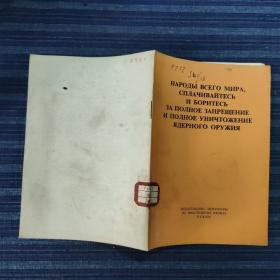 НАРОДЫ ВСЕГО МИРА,
СПЛАЧИВАЙТЕСЬ
И БОРИТЕСЬ
ЗА ПОЛНОЕ ЗАПРЕЩЕНИЕ
И ПОЛНОЕ УНИЧТОЖЕНИЕ
ЯДЕРНОГО ОРУЖИЯ
ИЗДАТЕЛЬСТВО ЛИТЕРАТУРЫ
НА ИНОСТРАННЫХ ЯЗЫКАХ
ПЕКИН